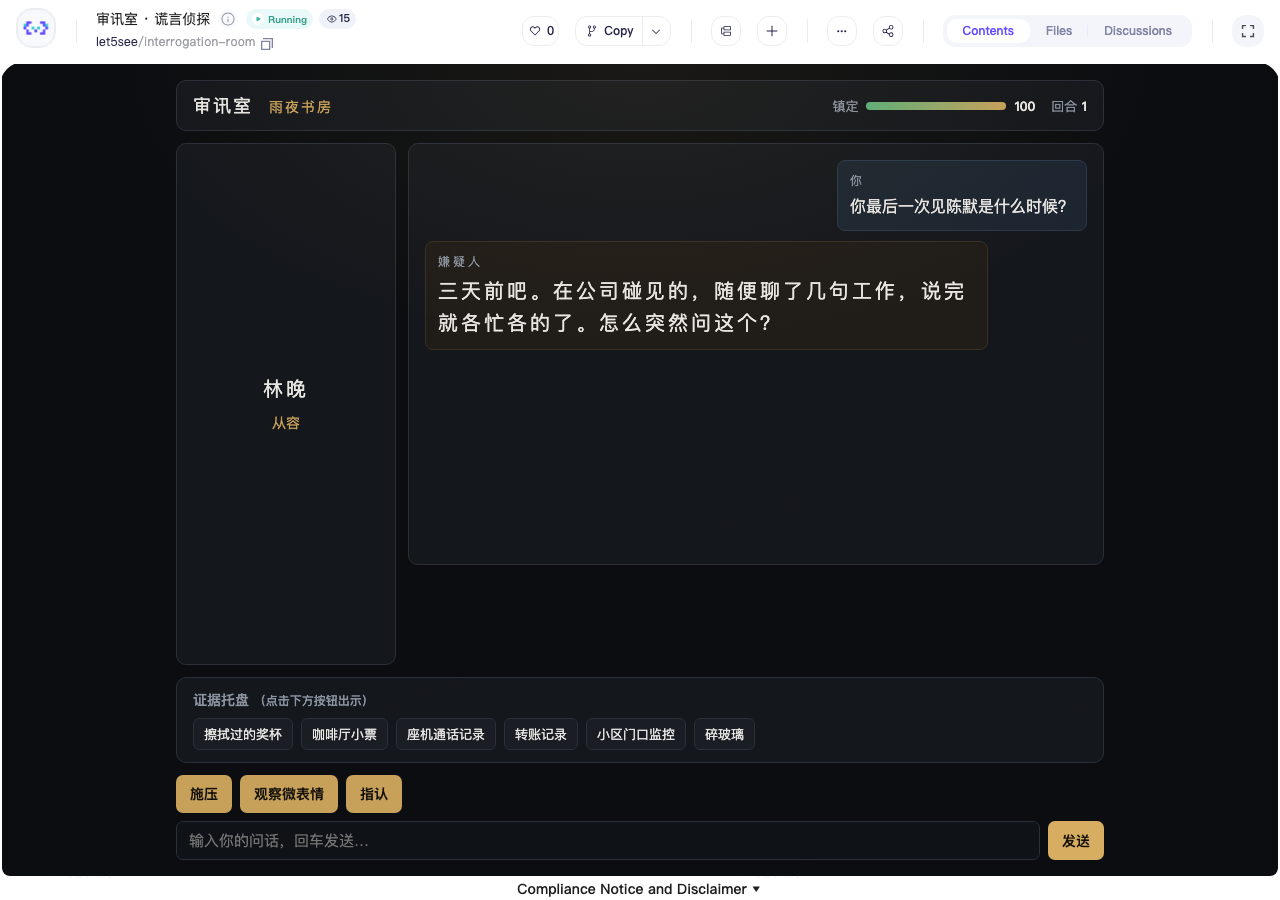 审讯室 · 谎言侦探 Running 15
let5see/interrogation-room
0 Copy
Contents Files Discussions
审讯室 雨夜书房
镇定 100 回合 1
林晚
从容
你
你最后一次见陈默是什么时候？
嫌疑人
三天前吧。在公司碰见的，随便聊了几句工作，说完
就各忙各的了。怎么突然问这个？
证据托盘 （点击下方按钮出示）
擦拭过的奖杯 咖啡厅小票 座机通话记录 转账记录 小区门口监控 碎玻璃
施压 观察微表情 指认
输入你的问话，回车发送… 发送
Compliance Notice and Disclaimer